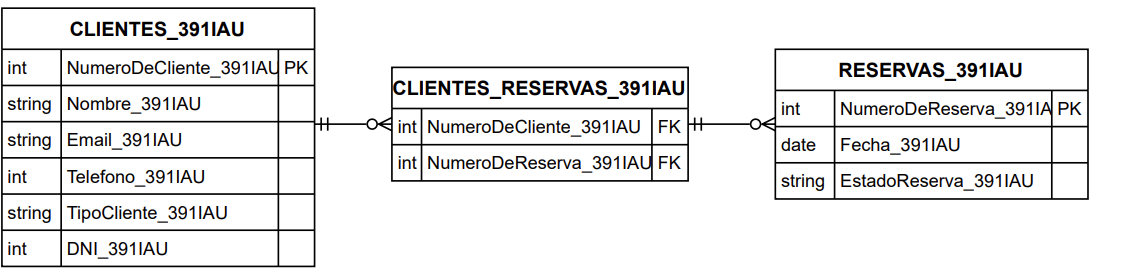 CLIENTES_391IAU
int NumeroDeCliente_391IAU PK
string Nombre_391IAU
string Email_391IAU
int Telefono_391IAU
string TipoCliente_391IAU
int DNI_391IAU
CLIENTES_RESERVAS_391IAU
int NumeroDeCliente_391IAU FK
int NumeroDeReserva_391IAU FK
RESERVAS_391IAU
int NumeroDeReserva_391IA PK
date Fecha_391IAU
string EstadoReserva_391IAU